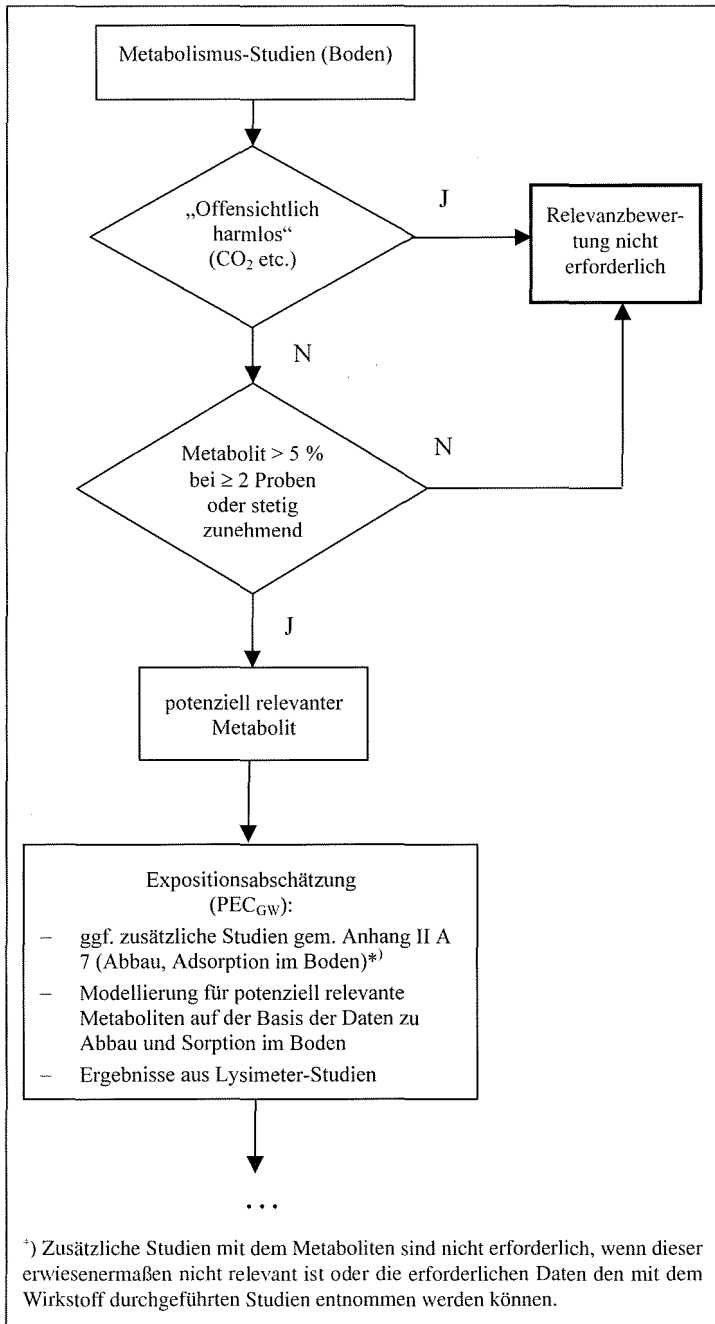 Metabolismus-Studien (Boden)
„Offensichtlich
harmlos“
(CO₂ etc.)
J
Relevanzbewer-
tung nicht
erforderlich
N
Metabolit > 5 %
bei ≥ 2 Proben
oder stetig
zunehmend
N
J
potenziell relevanter
Metabolit
Expositionsabschätzung
(PEC_GW):
– ggf. zusätzliche Studien gem. Anhang II A
7 (Abbau, Adsorption im Boden)*)
– Modellierung für potenziell relevante
Metaboliten auf der Basis der Daten zu
Abbau und Sorption im Boden
– Ergebnisse aus Lysimeter-Studien
...
*) Zusätzliche Studien mit dem Metaboliten sind nicht erforderlich, wenn dieser
erwiesenermaßen nicht relevant ist oder die erforderlichen Daten den mit dem
Wirkstoff durchgeführten Studien entnommen werden können.